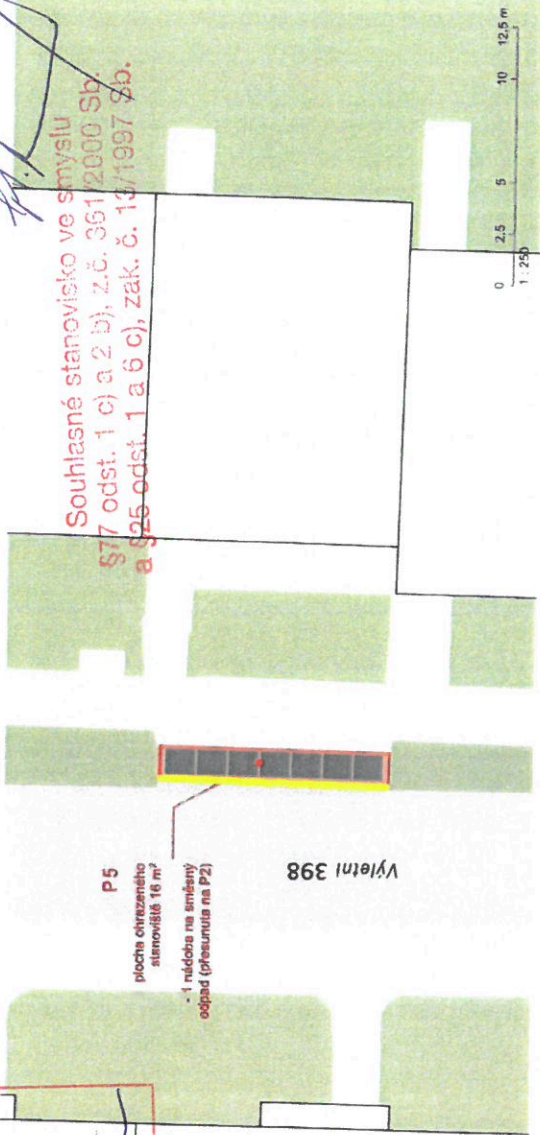 Souhlasné stanovisko ve smyslu
§77 odst. 1 c) a 2 b), z.č. 361/2000 Sb.
a §25 odst. 1 a 6 c), zák. č. 13/1997 Sb.
P5
plocha ohrazeného
stanoviště 16 m²
- 1 nádoba na směsný
odpad (přesunuta na P2)
Výletní 398
0 2,5 5 10 12,5 m
1 : 250